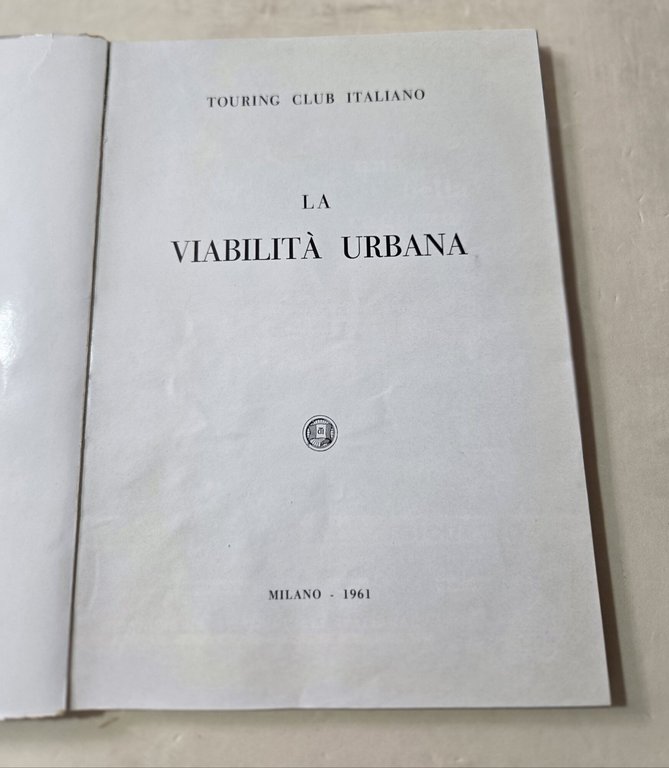 TOURING CLUB ITALIANO
LA
VIABILITÀ URBANA
MILANO - 1961